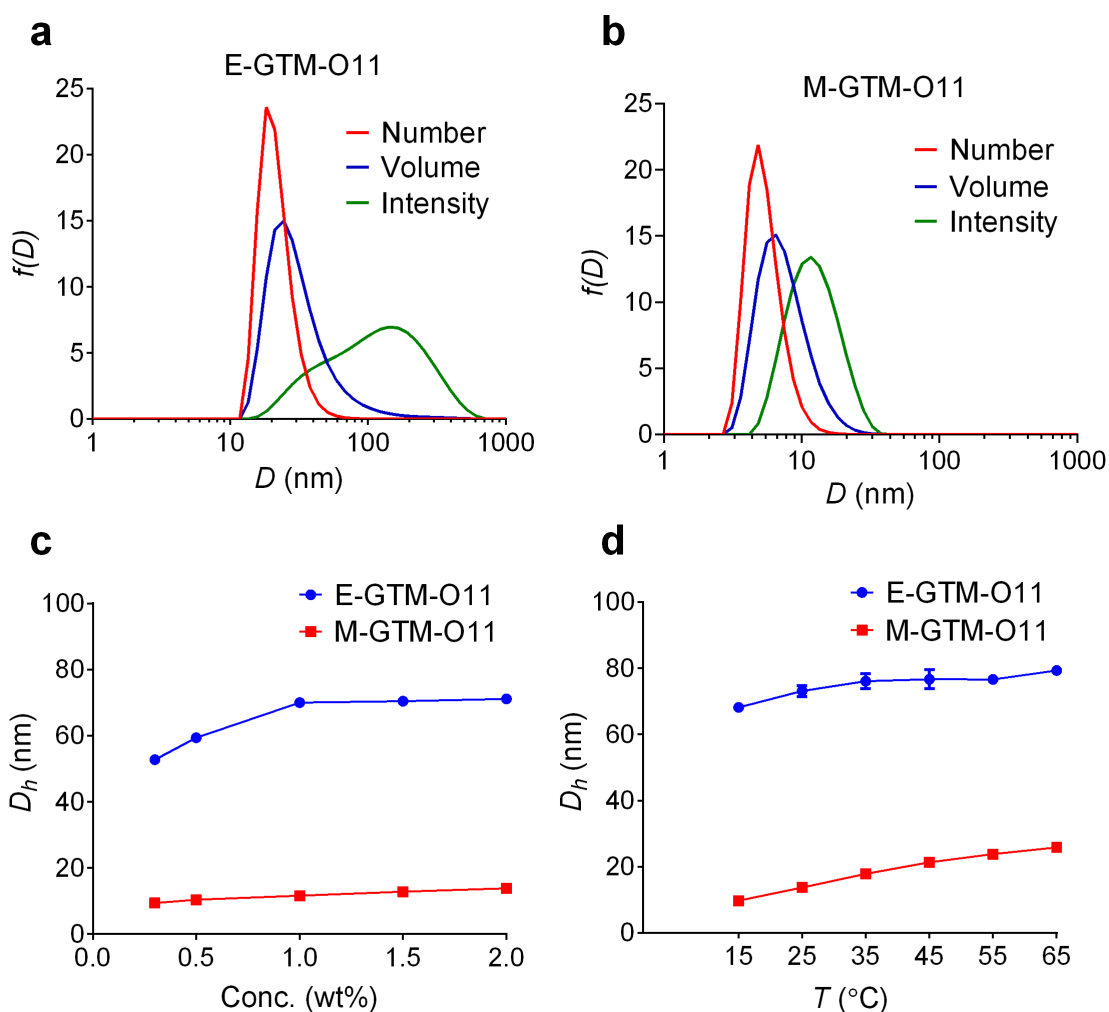 a
E-GTM-O11
25
20
15
10
5
0
f(D)
Number
Volume
Intensity
1 10 100 1000
D (nm)
b
M-GTM-O11
25
20
15
10
5
0
f(D)
Number
Volume
Intensity
1 10 100 1000
D (nm)
c
E-GTM-O11
M-GTM-O11
100
80
60
40
20
0
Dh (nm)
0.0 0.5 1.0 1.5 2.0
Conc. (wt%)
d
E-GTM-O11
M-GTM-O11
100
80
60
40
20
0
Dh (nm)
15 25 35 45 55 65
T (°C)